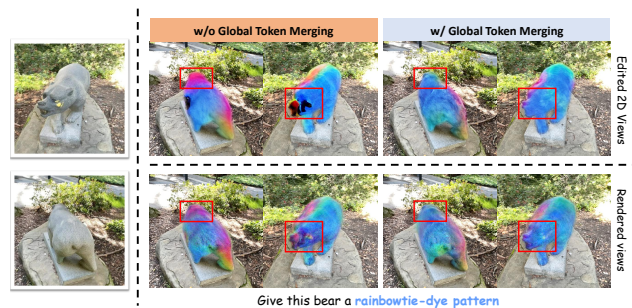 w/o Global Token Merging
w/ Global Token Merging
Edited 2D Views
Rendered views
Give this bear a rainbowtie-dye pattern